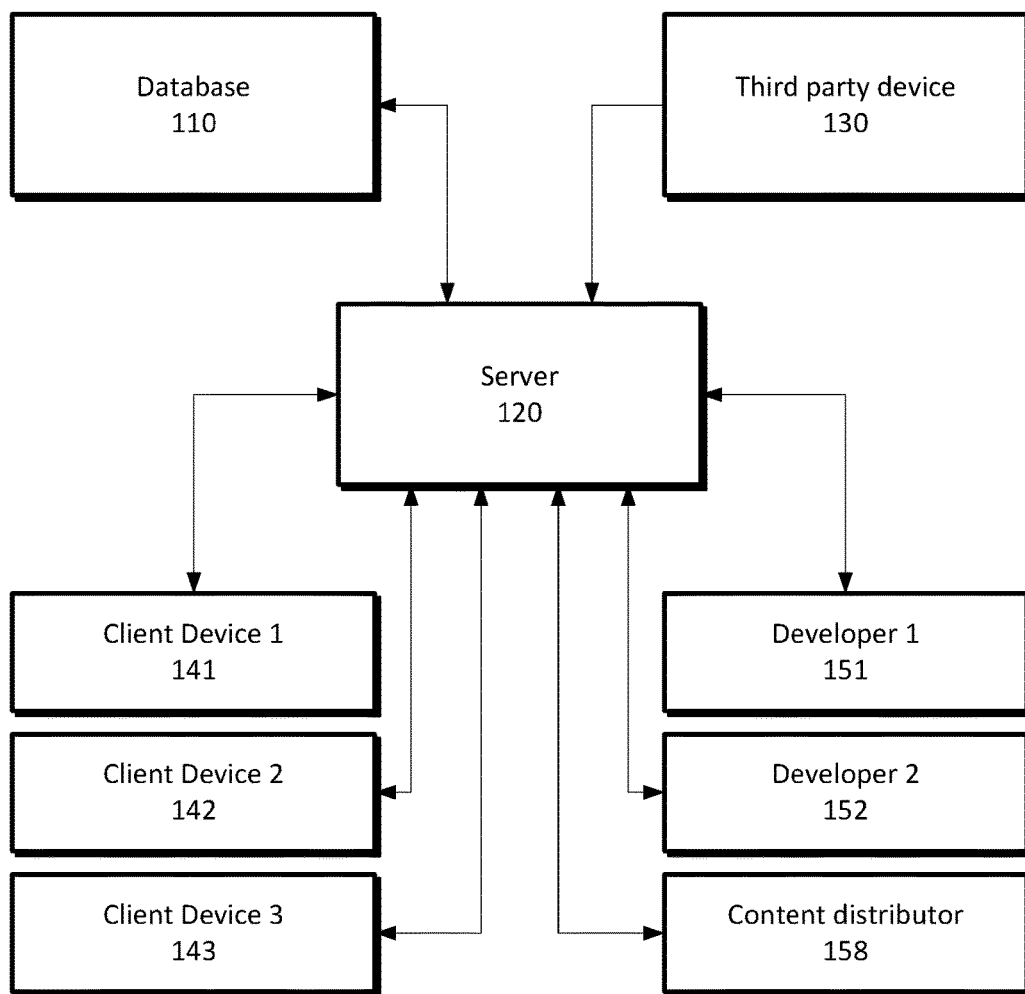 Database
110
Third party device
130
Server
120
Client Device 1
141
Developer 1
151
Client Device 2
142
Developer 2
152
Client Device 3
143
Content distributor
158